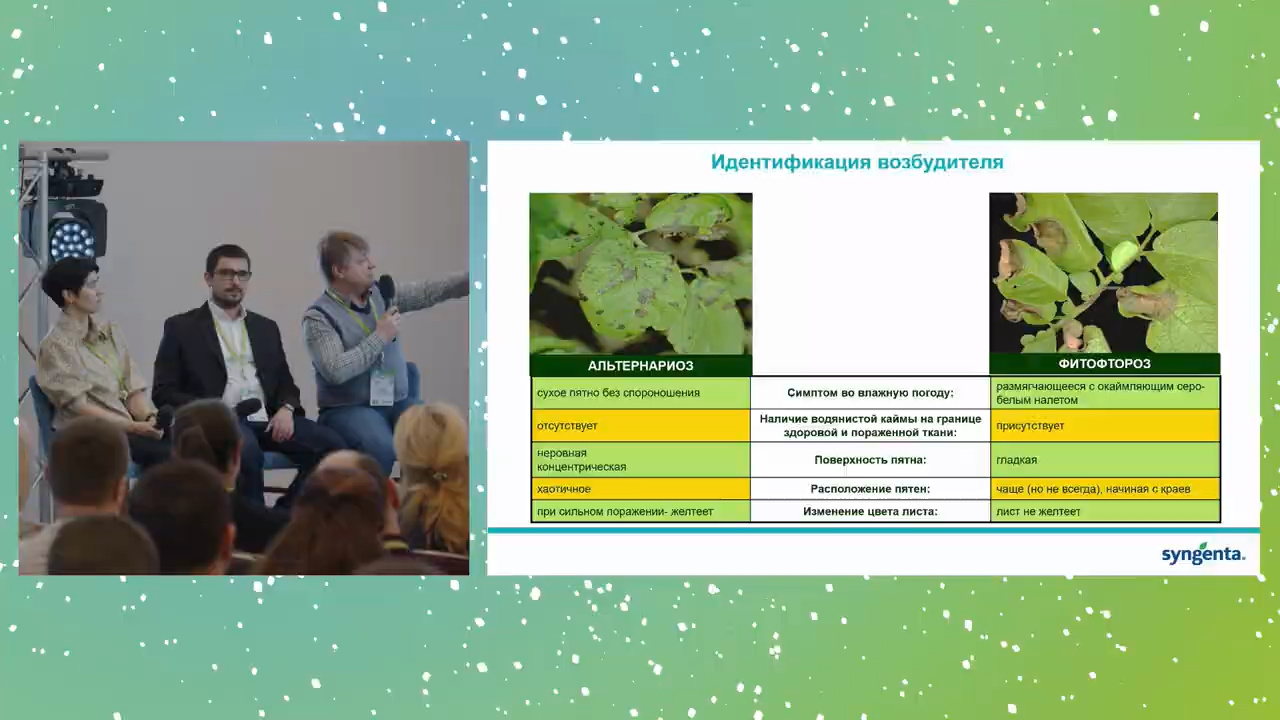 Идентификация возбудителя
АЛЬТЕРНАРИОЗ
ФИТОФТОРОЗ
сухое пятно без спороношения
Симптом во влажную погоду:
размягчающееся с окаймляющим серо-
белым налетом
отсутствует
Наличие водянистой каймы на границе
здоровой и пораженной ткани:
присутствует
неровная
концентрическая
Поверхность пятна:
гладкая
хаотичное
Расположение пятен:
чаще (но не всегда), начиная с краев
при сильном поражении- желтеет
Изменение цвета листа:
лист не желтеет
syngenta.